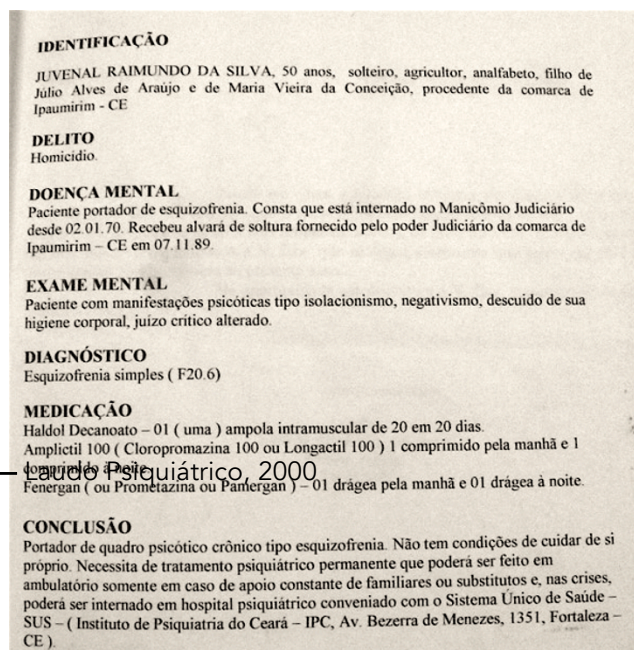 IDENTIFICAÇÃO
JUVENAL RAIMUNDO DA SILVA, 50 anos, solteiro, agricultor, analfabeto, filho de
Júlio Alves de Araújo e de Maria Vieira da Conceição, procedente da comarca de
Ipaumirim - CE
DELITO
Homicídio.
DOENÇA MENTAL
Paciente portador de esquizofrenia. Consta que está internado no Manicômio Judiciário
desde 02.01.70. Recebeu alvará de soltura fornecido pelo poder Judiciário da comarca de
Ipaumirim – CE em 07.11.89.
EXAME MENTAL
Paciente com manifestações psicóticas tipo isolacionismo, negativismo, descuido de sua
higiene corporal, juízo crítico alterado.
DIAGNÓSTICO
Esquizofrenia simples ( F20.6)
MEDICAÇÃO
Haldol Decanoato – 01 ( uma ) ampola intramuscular de 20 em 20 dias.
Amplictil 100 ( Cloropromazina 100 ou Longactil 100 ) 1 comprimido pela manhã e 1
comprimido à noite
– Laudo Psiquiátrico, 2000
Fenergan ( ou Prometazina ou Pamergan ) – 01 drágea pela manhã e 01 drágea à noite.
CONCLUSÃO
Portador de quadro psicótico crônico tipo esquizofrenia. Não tem condições de cuidar de si
próprio. Necessita de tratamento psiquiátrico permanente que poderá ser feito em
ambulatório somente em caso de apoio constante de familiares ou substitutos e, nas crises,
poderá ser internado em hospital psiquiátrico conveniado com o Sistema Único de Saúde –
SUS – ( Instituto de Psiquiatria do Ceará – IPC, Av. Bezerra de Menezes, 1351, Fortaleza –
CE ).